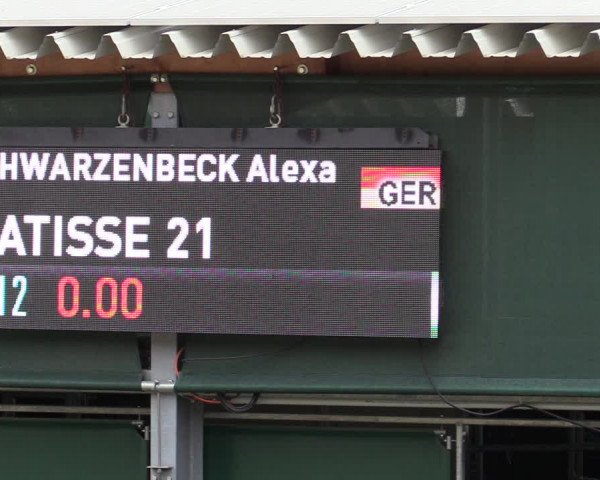 HWARZENBECK Alexa
GER
ATISSE 21
12 0.00